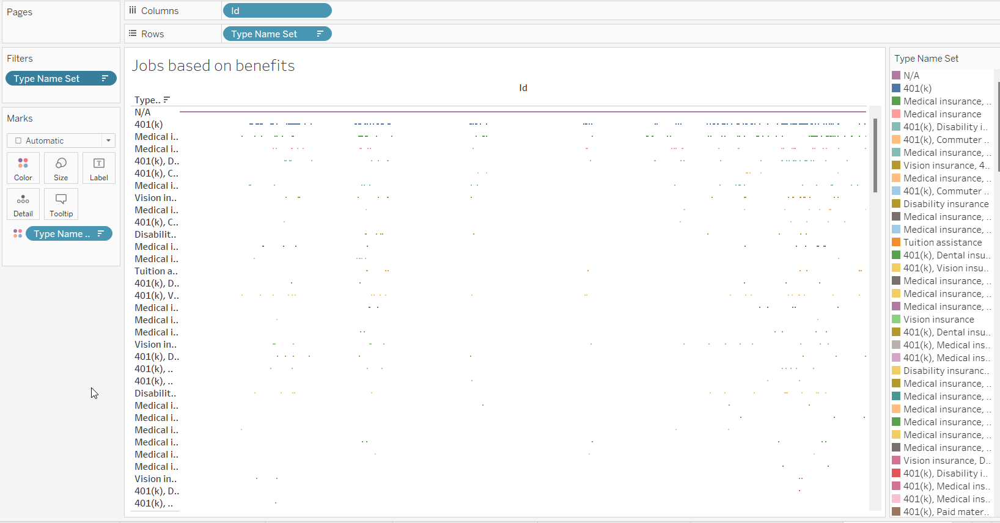 Pages
Columns
Id
Rows
Type Name Set
Filters
Type Name Set
Marks
Automatic
Color
Size
Label
Detail
Tooltip
Type Name ..
Jobs based on benefits
Id
Type..
N/A
401(k)
Medical i..
Medical i..
401(k), D..
401(k), C..
Medical i..
Vision in..
Medical i..
401(k), C..
Disabilit..
Medical i..
Medical i..
Tuition a..
401(k), D..
401(k), V..
Medical i..
Medical i..
Medical i..
Vision in..
401(k), D..
401(k), ..
401(k), ..
Disabilit..
Medical i..
Medical i..
Medical i..
Medical i..
Medical i..
Medical i..
Vision in..
401(k), D..
401(k), ..
Type Name Set
N/A
401(k)
Medical insurance, ..
Medical insurance
401(k), Disability i..
401(k), Commuter ..
Medical insurance, ..
Vision insurance, 4..
Medical insurance, ..
401(k), Commuter ..
Disability insurance
Medical insurance, ..
Medical insurance, ..
Tuition assistance
401(k), Dental insu..
401(k), Vision insu..
Medical insurance, ..
Medical insurance, ..
Medical insurance, ..
Vision insurance
401(k), Dental insu..
401(k), Medical ins..
401(k), Medical ins..
Disability insuranc..
Medical insurance, ..
Medical insurance, ..
Medical insurance, ..
Medical insurance, ..
Medical insurance, ..
Medical insurance, ..
Vision insurance, D..
401(k), Disability i..
401(k), Medical ins..
401(k), Medical ins..
401(k), Paid mater..